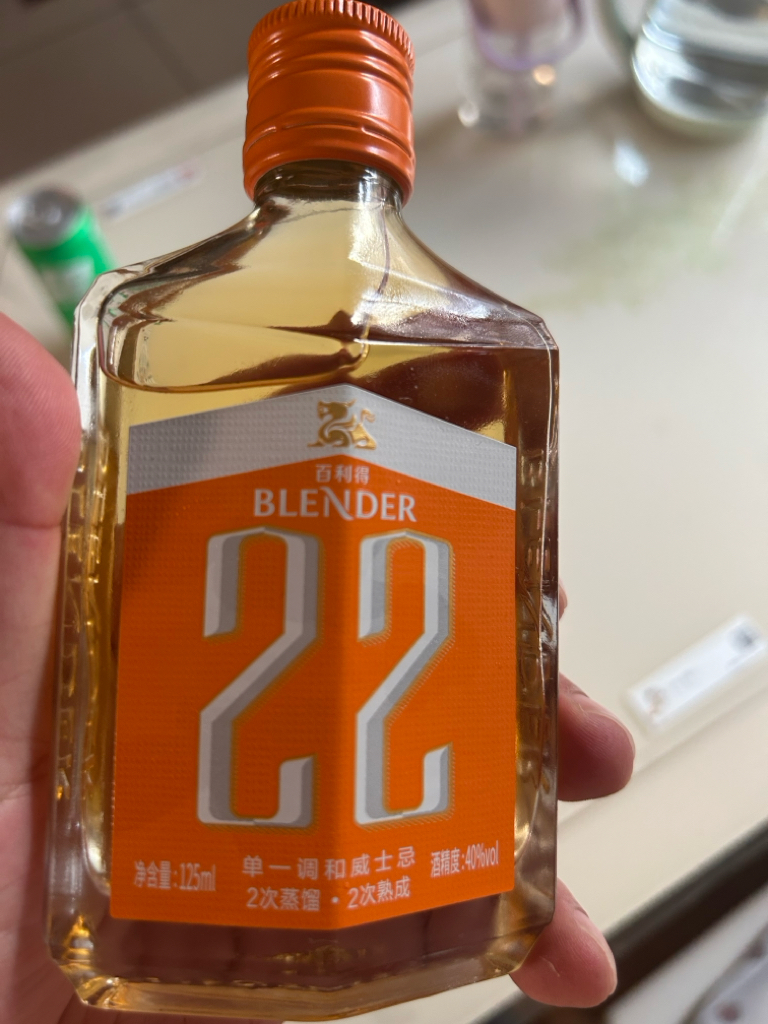 百利得
BLENDER
22
净含量:125ml
单一调和威士忌
酒精度:40%vol
2次蒸馏·2次熟成